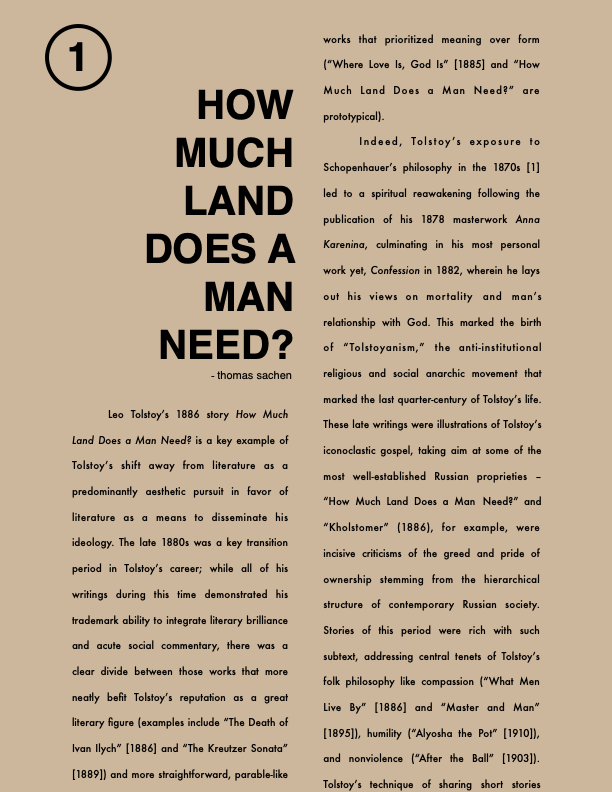 1
HOW
MUCH
LAND
DOES A
MAN
NEED?
- thomas sachen
Leo Tolstoy’s 1886 story How Much
Land Does a Man Need? is a key example of
Tolstoy’s shift away from literature as a
predominantly aesthetic pursuit in favor of
literature as a means to disseminate his
ideology. The late 1880s was a key transition
period in Tolstoy’s career; while all of his
writings during this time demonstrated his
trademark ability to integrate literary brilliance
and acute social commentary, there was a
clear divide between those works that more
neatly befit Tolstoy’s reputation as a great
literary figure (examples include “The Death of
Ivan Ilych” [1886] and “The Kreutzer Sonata”
[1889]) and more straightforward, parable-like
works that prioritized meaning over form
(“Where Love Is, God Is” [1885] and “How
Much Land Does a Man Need?” are
prototypical).
Indeed, Tolstoy’s exposure to
Schopenhauer’s philosophy in the 1870s [1]
led to a spiritual reawakening following the
publication of his 1878 masterwork Anna
Karenina, culminating in his most personal
work yet, Confession in 1882, wherein he lays
out his views on mortality and man’s
relationship with God. This marked the birth
of “Tolstoyanism,” the anti-institutional
religious and social anarchic movement that
marked the last quarter-century of Tolstoy’s life.
These late writings were illustrations of Tolstoy’s
iconoclastic gospel, taking aim at some of the
most well-established Russian proprieties –
“How Much Land Does a Man Need?” and
“Kholstomer” (1886), for example, were
incisive criticisms of the greed and pride of
ownership stemming from the hierarchical
structure of contemporary Russian society.
Stories of this period were rich with such
subtext, addressing central tenets of Tolstoy’s
folk philosophy like compassion (“What Men
Live By” [1886] and “Master and Man”
[1895]), humility (“Alyosha the Pot” [1910]),
and nonviolence (“After the Ball” [1903]).
Tolstoy’s technique of sharing short stories